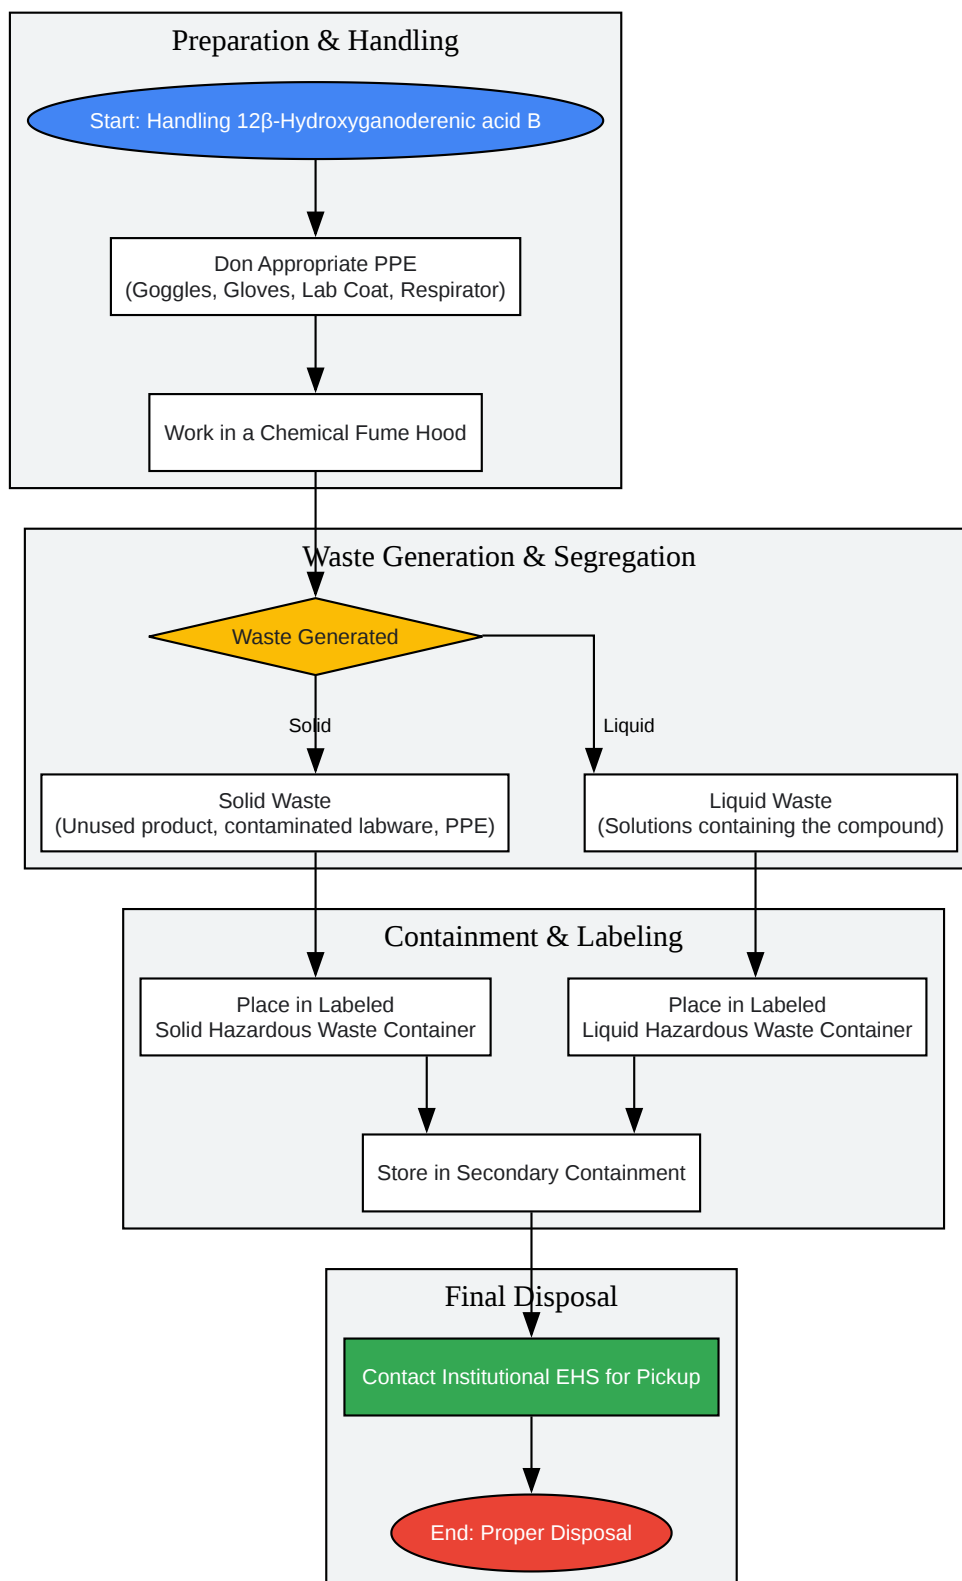 Preparation & Handling
Start: Handling 12β-Hydroxyganoderenic acid B
Don Appropriate PPE
(Goggles, Gloves, Lab Coat, Respirator)
Work in a Chemical Fume Hood
Waste Generation & Segregation
Waste Generated
Solid
Liquid
Solid Waste
(Unused product, contaminated labware, PPE)
Liquid Waste
(Solutions containing the compound)
Containment & Labeling
Place in Labeled
Solid Hazardous Waste Container
Place in Labeled
Liquid Hazardous Waste Container
Store in Secondary Containment
Final Disposal
Contact Institutional EHS for Pickup
End: Proper Disposal